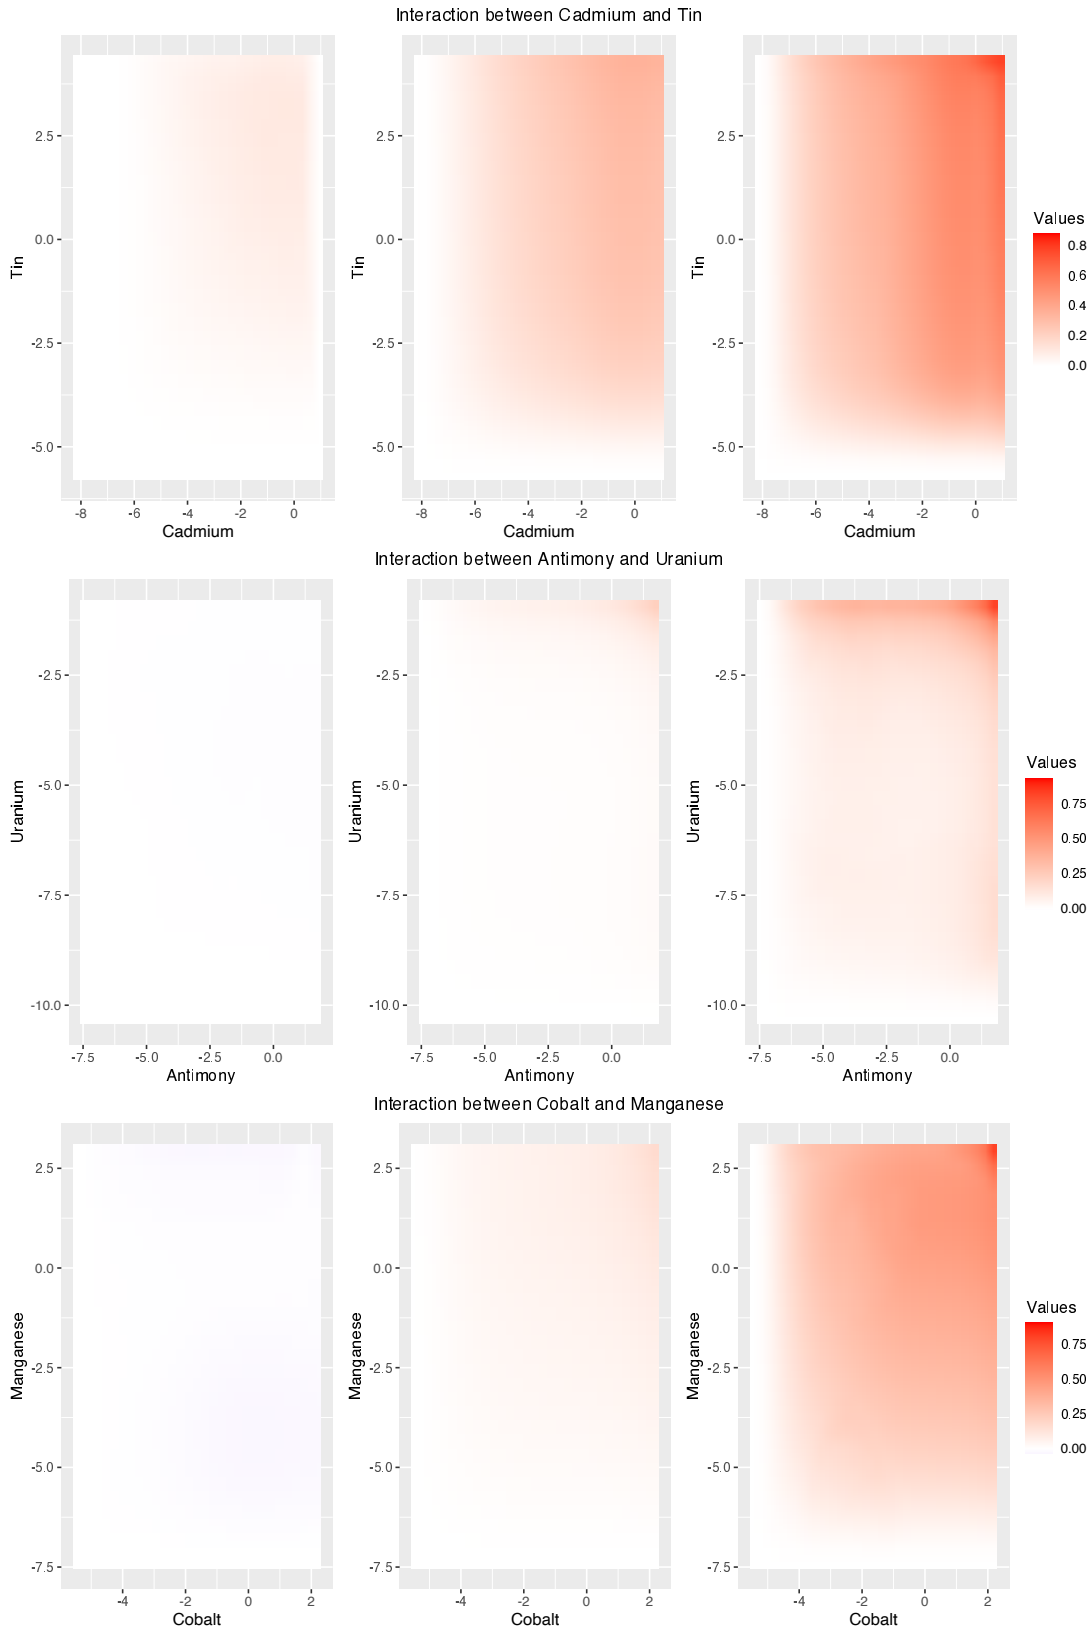 Interaction between Cadmium and Tin
Tin
2.5
0.0
-2.5
-5.0
-8 -6 -4 -2 0
Cadmium
Tin
2.5
0.0
-2.5
-5.0
-8 -6 -4 -2 0
Cadmium
Tin
2.5
0.0
-2.5
-5.0
-8 -6 -4 -2 0
Cadmium
Values
0.8
0.6
0.4
0.2
0.0
Interaction between Antimony and Uranium
Uranium
-2.5
-5.0
-7.5
-10.0
-7.5 -5.0 -2.5 0.0
Antimony
Uranium
-2.5
-5.0
-7.5
-10.0
-7.5 -5.0 -2.5 0.0
Antimony
Uranium
-2.5
-5.0
-7.5
-10.0
-7.5 -5.0 -2.5 0.0
Antimony
Values
0.75
0.50
0.25
0.00
Interaction between Cobalt and Manganese
Manganese
2.5
0.0
-2.5
-5.0
-7.5
-4 -2 0 2
Cobalt
Manganese
2.5
0.0
-2.5
-5.0
-7.5
-4 -2 0 2
Cobalt
Manganese
2.5
0.0
-2.5
-5.0
-7.5
-4 -2 0 2
Cobalt
Values
0.75
0.50
0.25
0.00